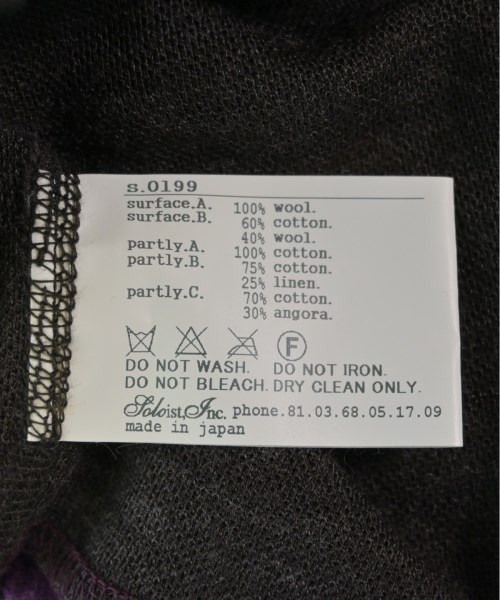 s.0199
surface.A. 100% wool.
surface.B. 60% cotton.
40% wool.
partly.A. 100% cotton.
partly.B. 75% cotton.
25% linen.
partly.C. 70% cotton.
30% angora.
F
DO NOT WASH. DO NOT IRON.
DO NOT BLEACH. DRY CLEAN ONLY.
Soloist, Inc. phone.81.03.68.05.17.09
made in japan